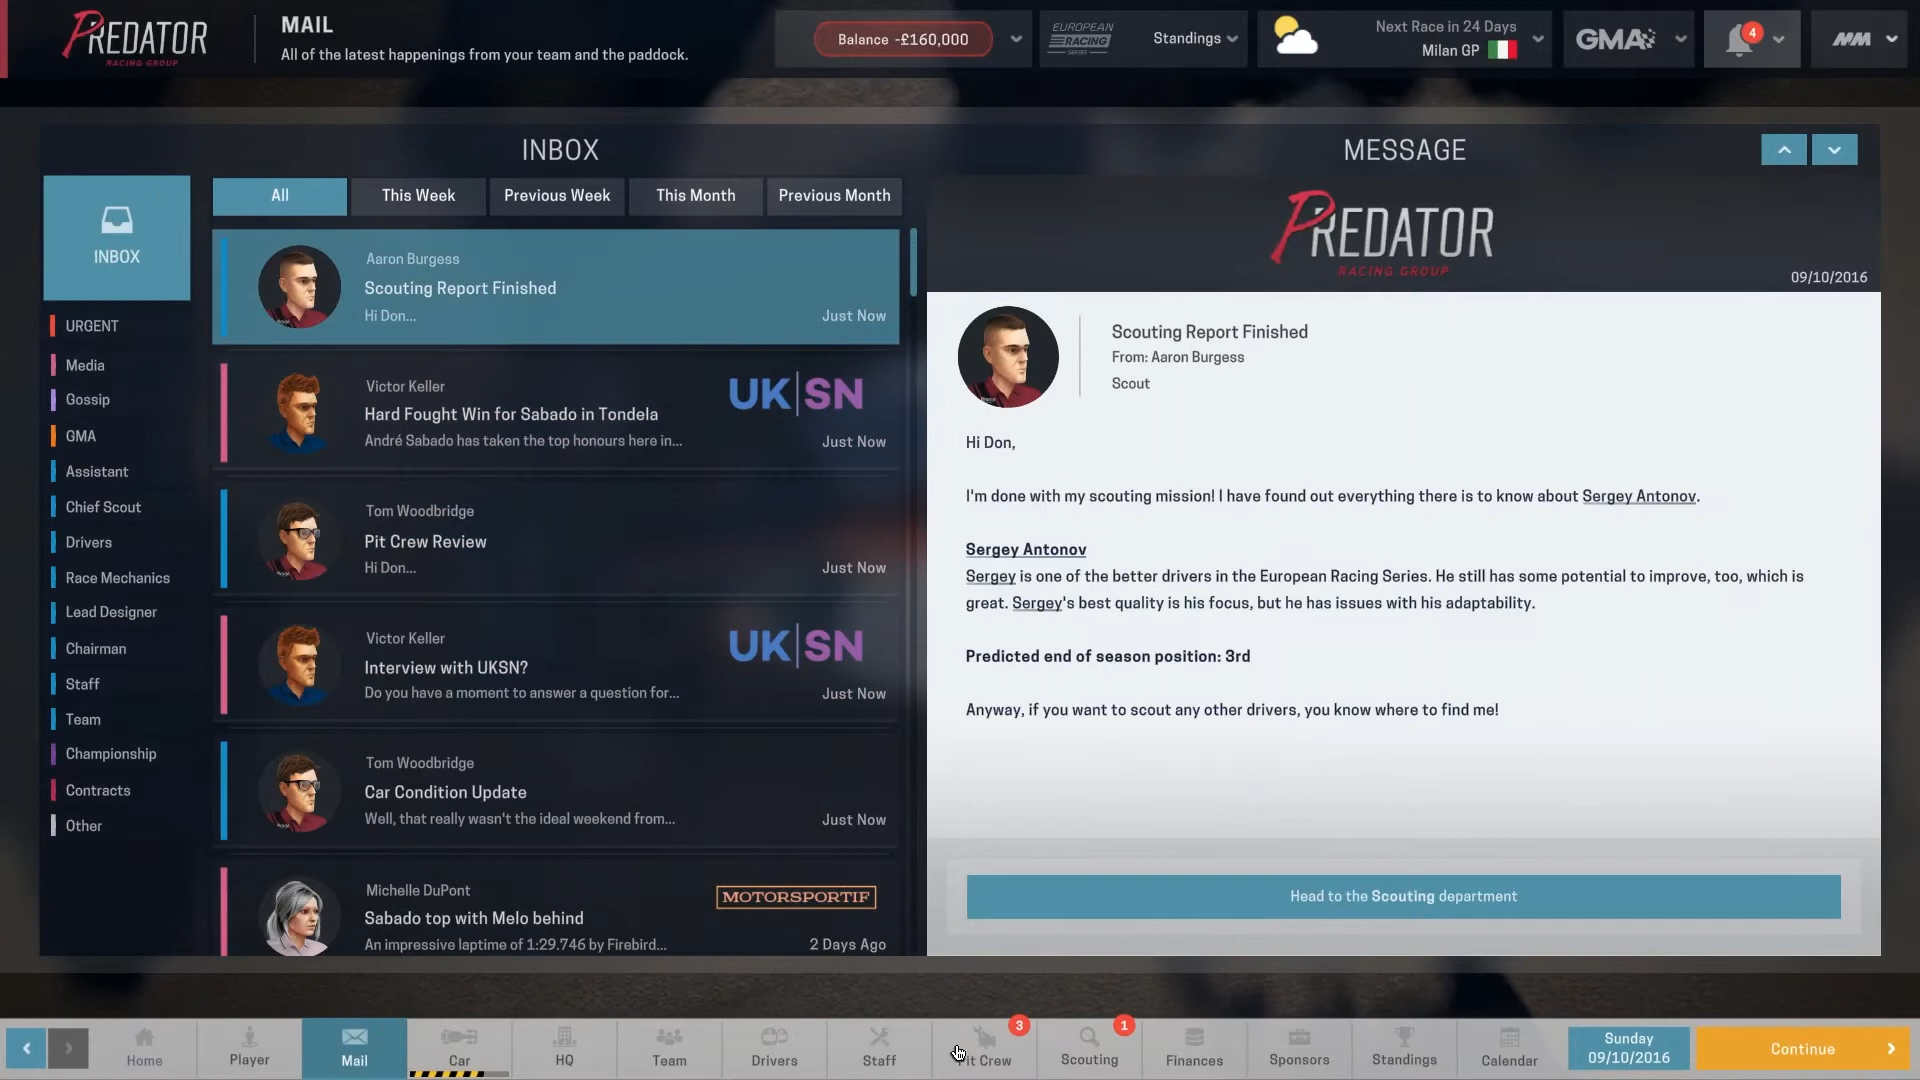 PREDATOR
RACING GROUP
MAIL
All of the latest happenings from your team and the paddock.
Balance -£160,000
EUROPEAN
RACING
SERIES
Standings
Next Race in 24 Days
Milan GP
GMA
4
INBOX
MESSAGE
INBOX
All
This Week
Previous Week
This Month
Previous Month
URGENT
Media
Gossip
GMA
Assistant
Chief Scout
Drivers
Race Mechanics
Lead Designer
Chairman
Staff
Team
Championship
Contracts
Other
Aaron Burgess
Scouting Report Finished
Hi Don...
Just Now
Victor Keller
Hard Fought Win for Sabado in Tondela
André Sabado has taken the top honours here in...
UK|SN
Just Now
Tom Woodbridge
Pit Crew Review
Hi Don...
Just Now
Victor Keller
Interview with UKSN?
Do you have a moment to answer a question for...
UK|SN
Just Now
Tom Woodbridge
Car Condition Update
Well, that really wasn't the ideal weekend from...
Just Now
Michelle DuPont
Sabado top with Melo behind
An impressive laptime of 1:29.746 by Firebird...
MOTORSPORTIF
2 Days Ago
PREDATOR
RACING GROUP
09/10/2016
Scouting Report Finished
From: Aaron Burgess
Scout
Hi Don,
I'm done with my scouting mission! I have found out everything there is to know about Sergey Antonov.
Sergey Antonov
Sergey is one of the better drivers in the European Racing Series. He still has some potential to improve, too, which is
great. Sergey's best quality is his focus, but he has issues with his adaptability.
Predicted end of season position: 3rd
Anyway, if you want to scout any other drivers, you know where to find me!
Head to the Scouting department
Home
Player
Mail
Car
HQ
Team
Drivers
Staff
Pit Crew
3
Scouting
1
Finances
Sponsors
Standings
Calendar
Sunday
09/10/2016
Continue